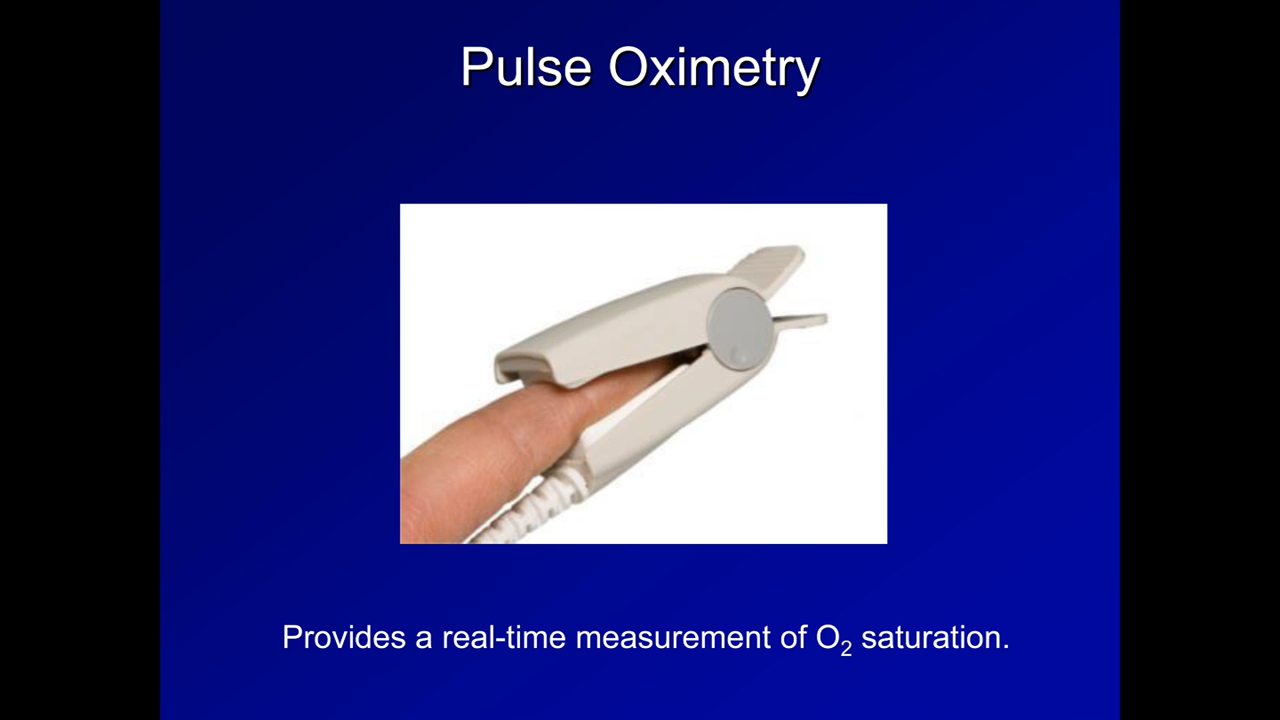 Pulse Oximetry
Provides a real-time measurement of O₂ saturation.